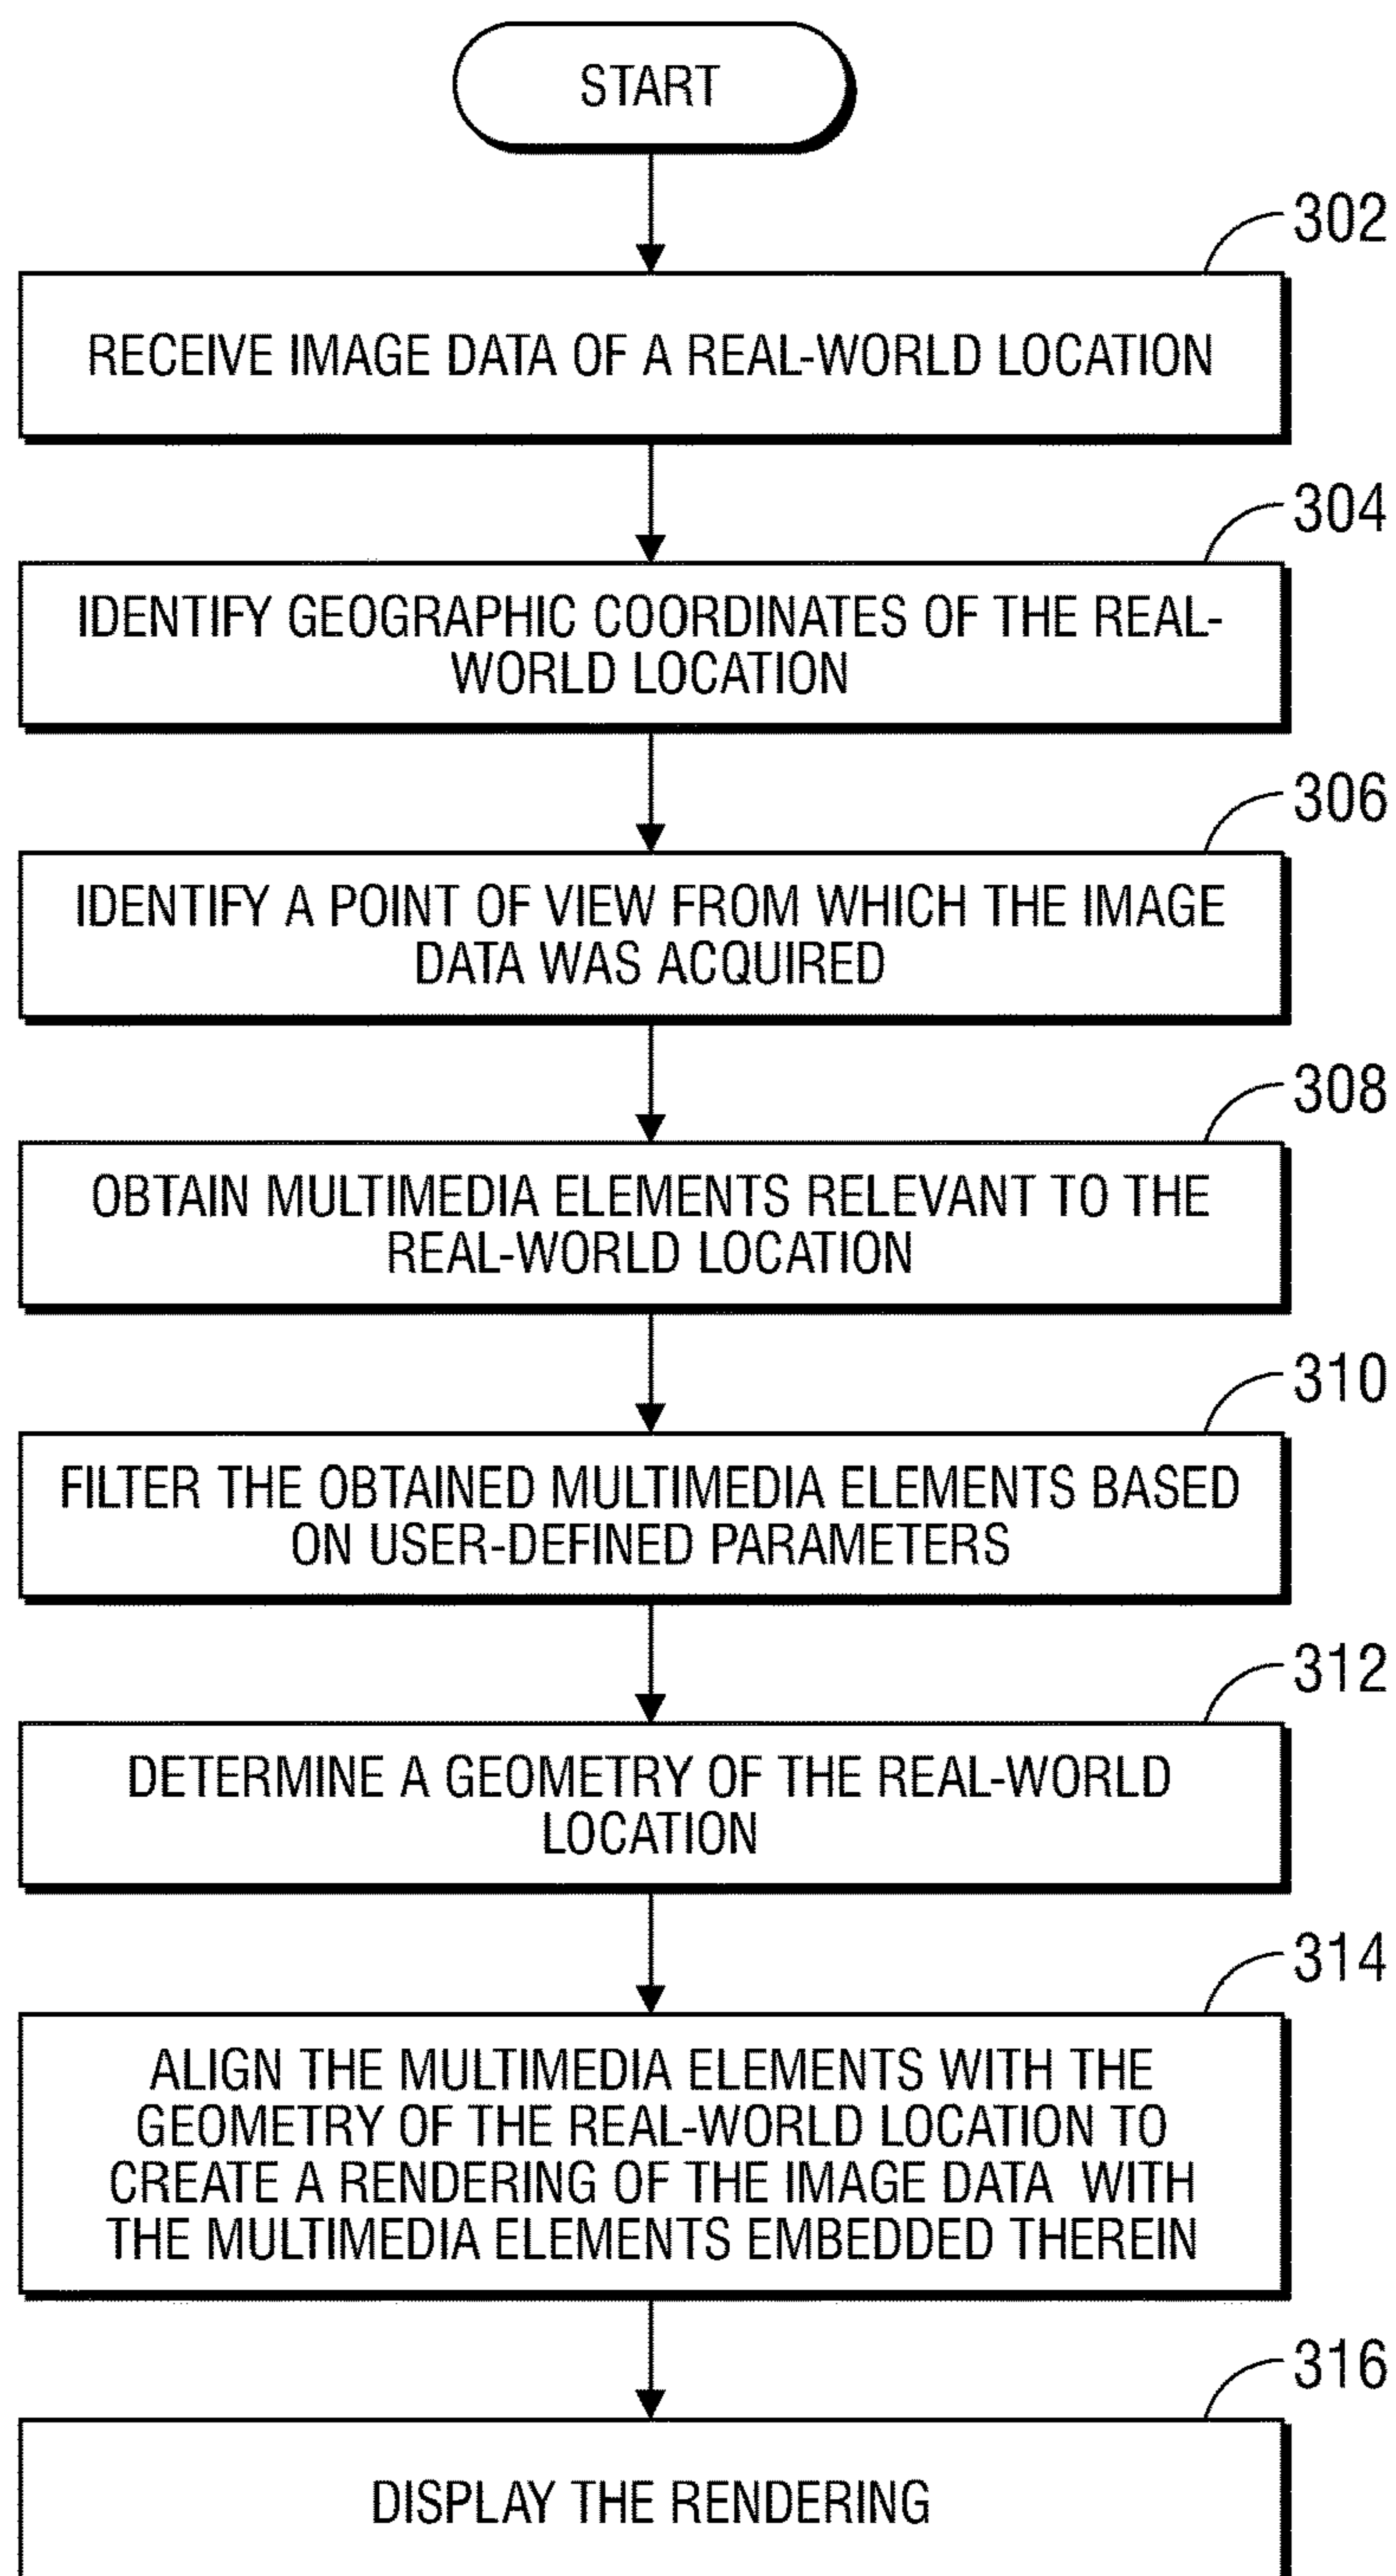 START
302
RECEIVE IMAGE DATA OF A REAL-WORLD LOCATION
304
IDENTIFY GEOGRAPHIC COORDINATES OF THE REAL-
WORLD LOCATION
306
IDENTIFY A POINT OF VIEW FROM WHICH THE IMAGE
DATA WAS ACQUIRED
308
OBTAIN MULTIMEDIA ELEMENTS RELEVANT TO THE
REAL-WORLD LOCATION
310
FILTER THE OBTAINED MULTIMEDIA ELEMENTS BASED
ON USER-DEFINED PARAMETERS
312
DETERMINE A GEOMETRY OF THE REAL-WORLD
LOCATION
314
ALIGN THE MULTIMEDIA ELEMENTS WITH THE
GEOMETRY OF THE REAL-WORLD LOCATION TO
CREATE A RENDERING OF THE IMAGE DATA WITH
THE MULTIMEDIA ELEMENTS EMBEDDED THEREIN
316
DISPLAY THE RENDERING